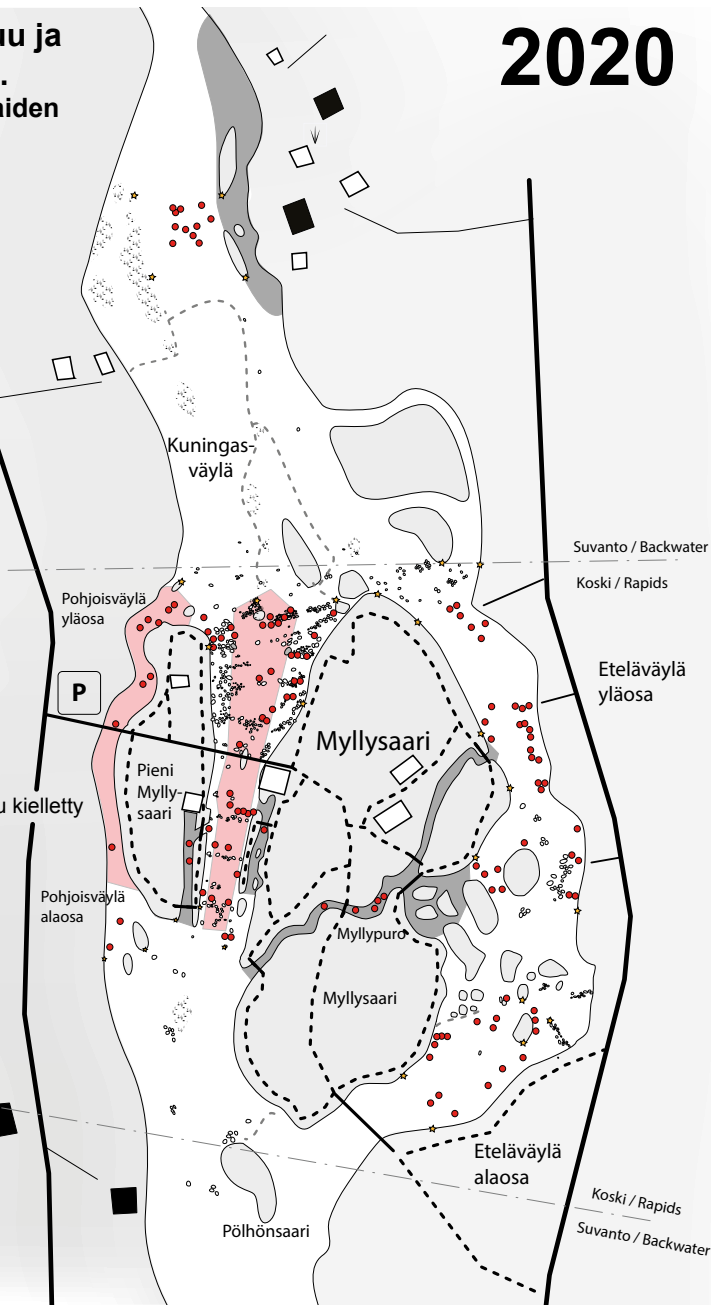 uu ja
.
aiden
2020
Kuningas-
väylä
Suvanto / Backwater
Koski / Rapids
Pohjoisväylä
yläosa
P
Eteläväylä
yläosa
Myllysaari
Pieni
Mylly-
saari
u kielletty
Pohjoisväylä
alaosa
Myllypuro
Myllysaari
Eteläväylä
alaosa
Koski / Rapids
Suvanto / Backwater
Pölhönsaari